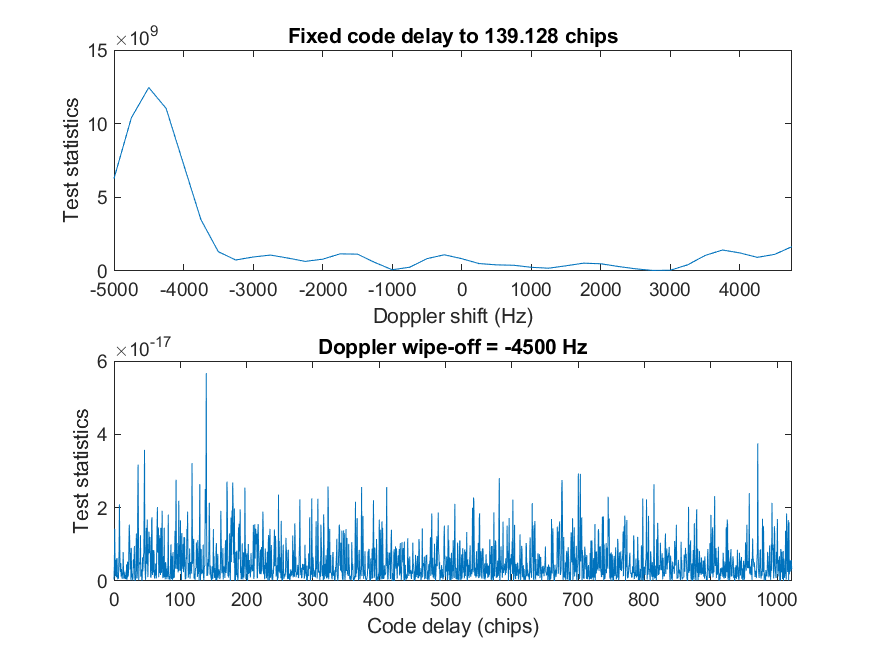 ×10^9
Fixed code delay to 139.128 chips
15
10
5
0
Test statistics
-5000 -4000 -3000 -2000 -1000 0 1000 2000 3000 4000
Doppler shift (Hz)
×10^-17
Doppler wipe-off = -4500 Hz
6
4
2
0
Test statistics
0 100 200 300 400 500 600 700 800 900 1000
Code delay (chips)